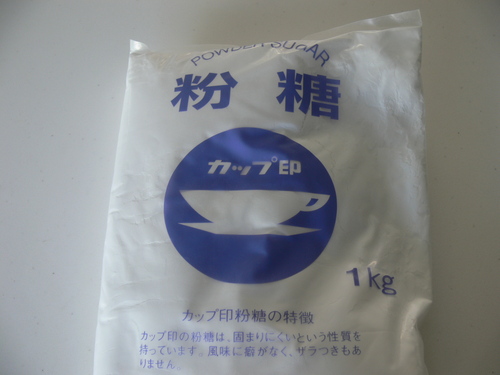 POWDER SUGAR
粉糖
カップ印
1kg
カップ印粉糖の特徴
カップ印の粉糖は、固まりにくいという性質を
持っています。風味に癖がなく、ザラつきもあ
りません。